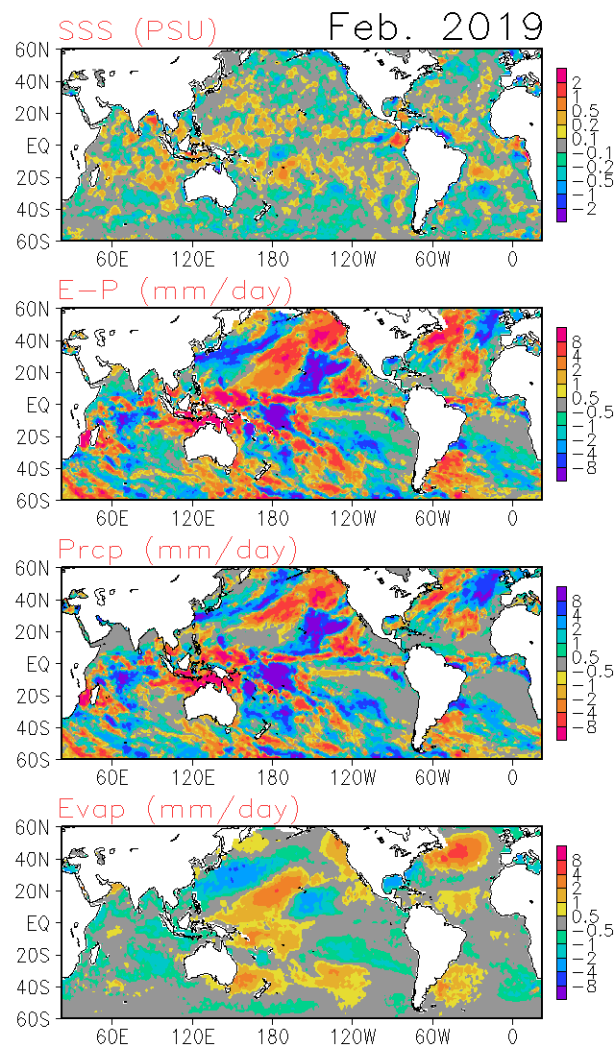 SSS (PSU) Feb. 2019
60N
40N
20N
EQ
20S
40S
60S
60E 120E 180 120W 60W 0
2
1
0.5
0.2
0.1
-0.1
-0.2
-0.5
-1
-2
E-P (mm/day)
60N
40N
20N
EQ
20S
40S
60S
60E 120E 180 120W 60W 0
8
4
2
1
0.5
-0.5
-1
-2
-4
-8
Prcp (mm/day)
60N
40N
20N
EQ
20S
40S
60S
60E 120E 180 120W 60W 0
8
4
2
1
0.5
-0.5
-1
-2
-4
-8
Evap (mm/day)
60N
40N
20N
EQ
20S
40S
60S
60E 120E 180 120W 60W 0
8
4
2
1
0.5
-0.5
-1
-2
-4
-8